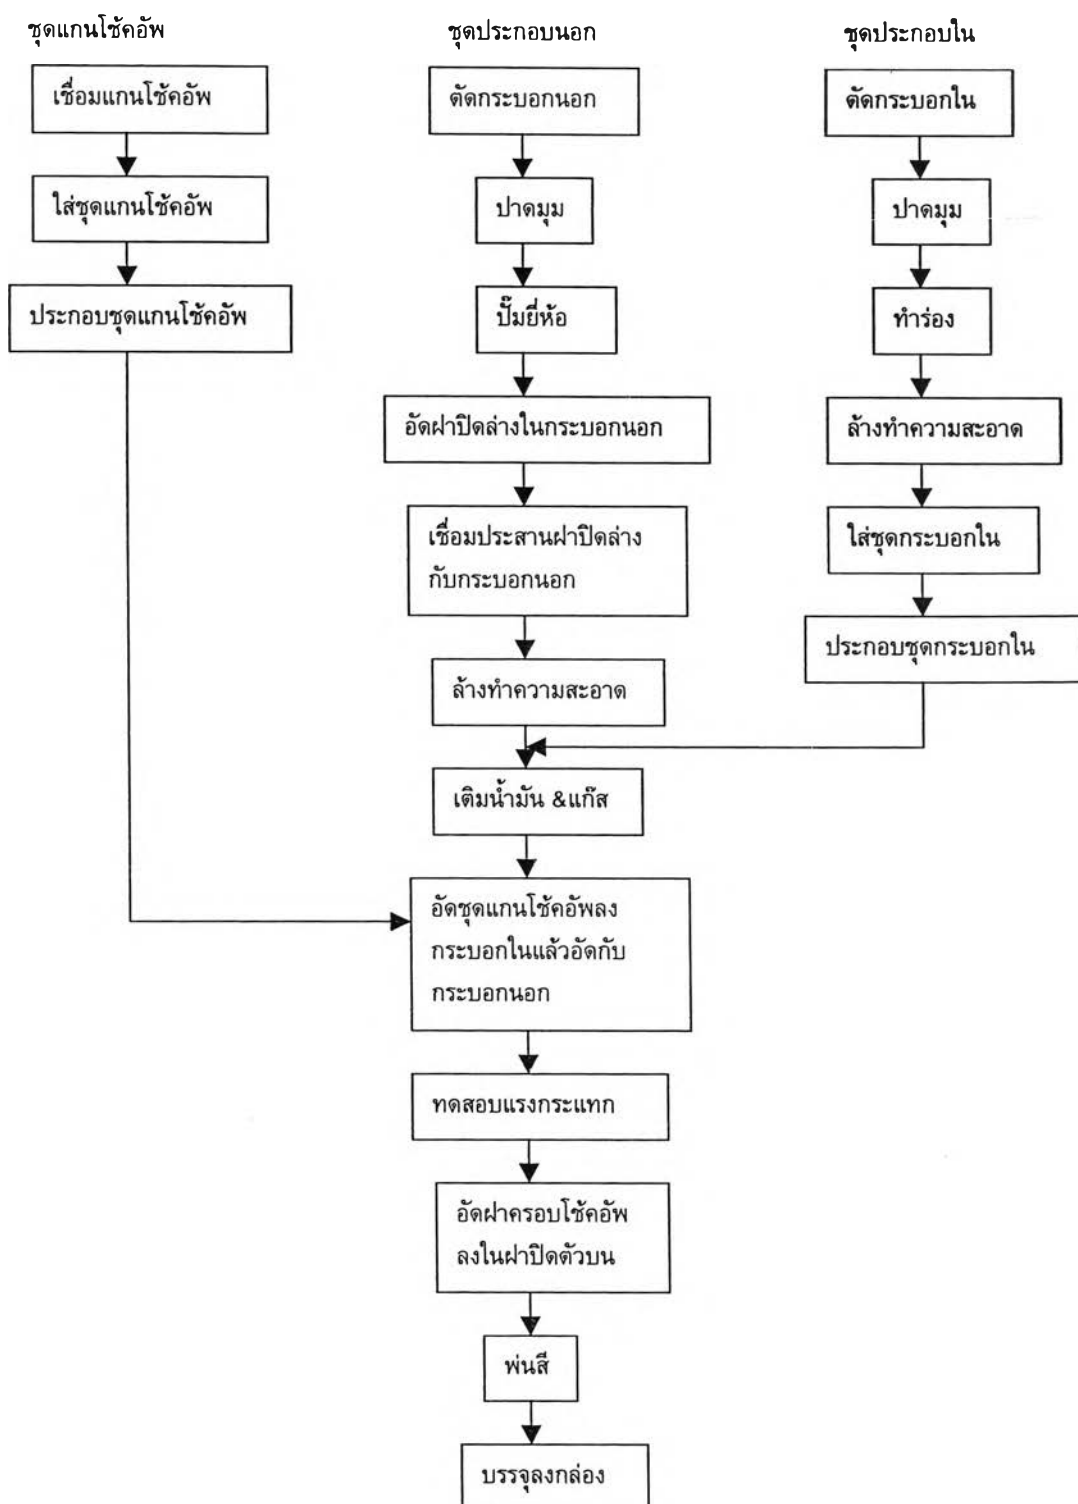 ชุดแกนโช้คอัพ
เชื่อมแกนโช้คอัพ
ใส่ชุดแกนโช้คอัพ
ประกอบชุดแกนโช้คอัพ
ชุดประกอบนอก
ตัดกระบอกนอก
ปาดมุม
ปั๊มยี่ห้อ
อัดฝาปิดล่างในกระบอกนอก
เชื่อมประสานฝาปิดล่าง
กับกระบอกนอก
ล้างทำความสะอาด
ชุดประกอบใน
ตัดกระบอกใน
ปาดมุม
ทำร่อง
ล้างทำความสะอาด
ใส่ชุดกระบอกใน
ประกอบชุดกระบอกใน
เติมน้ำมัน &แก๊ส
อัดชุดแกนโช้คอัพลง
กระบอกในแล้วอัดกับ
กระบอกนอก
ทดสอบแรงกระแทก
อัดฝาครอบโช้คอัพ
ลงในฝาปิดตัวบน
พ่นสี
บรรจุลงกล่อง